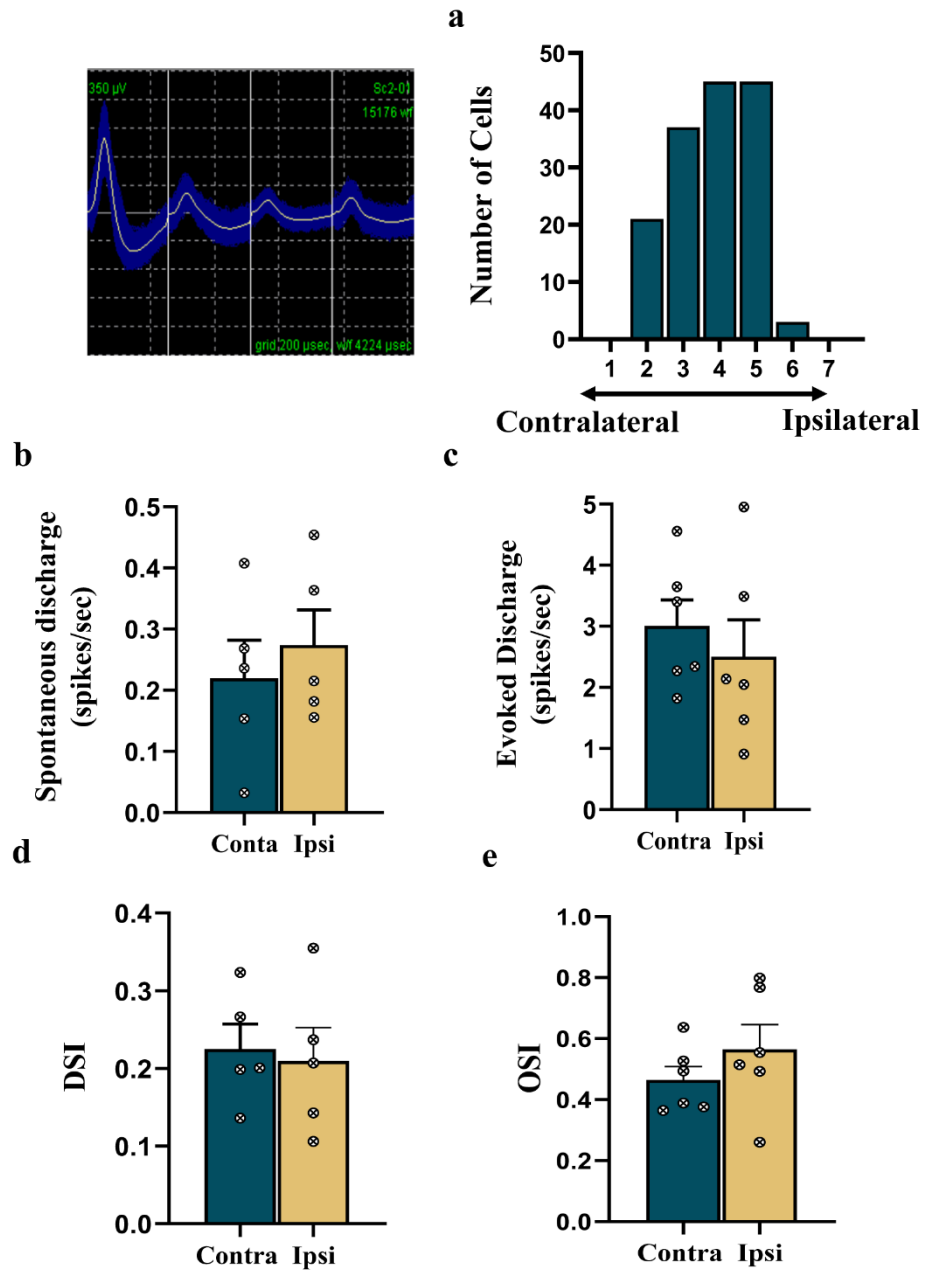 a
350 µV
Sc2-01
15176 wf
grid 200 µsec, wf 4224 µsec
Number of Cells
50
40
30
20
10
0
1 2 3 4 5 6 7
Contralateral Ipsilateral
b
Spontaneous discharge
(spikes/sec)
0.5
0.4
0.3
0.2
0.1
0.0
Conta Ipsi
c
Evoked Discharge
(spikes/sec)
5
4
3
2
1
0
Contra Ipsi
d
DSI
0.4
0.3
0.2
0.1
0.0
Contra Ipsi
e
OSI
1.0
0.8
0.6
0.4
0.2
0.0
Contra Ipsi